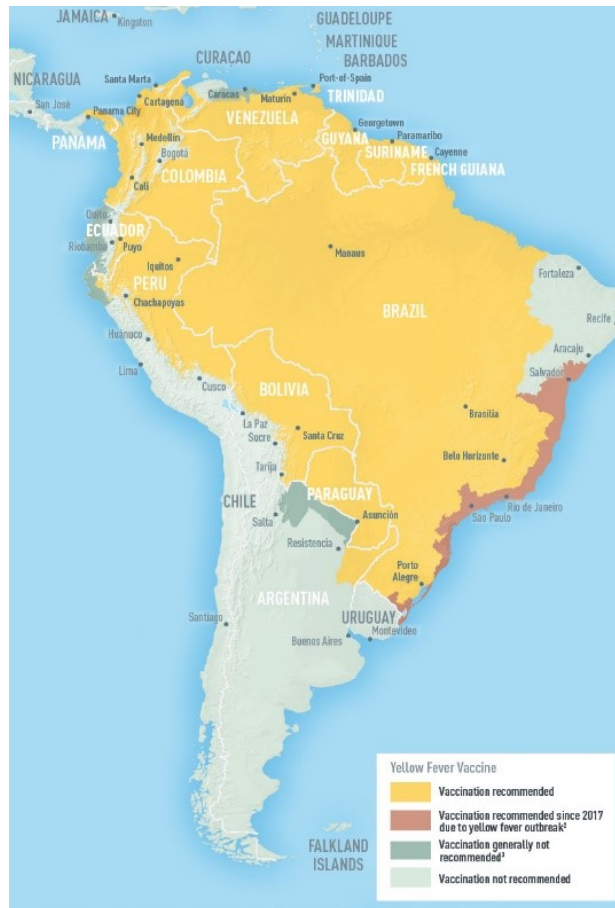 JAMAICA
Kingston
GUADELOUPE
MARTINIQUE
BARBADOS
CURAÇAO
NICARAGUA
Santa Marta
Port-of-Spain
Caracas
Maturin
TRINIDAD
San José
Panama City
Cartagena
VENEZUELA
Georgetown
PANAMA
Medellín
GUYANA
Paramaribo
Bogotá
SURINAME
Cayenne
COLOMBIA
FRENCH GUIANA
Cali
Quito
ECUADOR
Riobamba
Puyo
Manaus
Iquitos
Fortaleza
PERU
Chachapoyas
BRAZIL
Recife
Huánuco
Aracaju
Lima
Salvador
Cusco
BOLIVIA
La Paz
Brasilia
Sucre
Santa Cruz
Belo Horizonte
Tarija
PARAGUAY
CHILE
Rio de Janeiro
Salta
Asunción
Sao Paulo
Resistencia
Porto
Alegre
ARGENTINA
URUGUAY
Santiago
Buenos Aires
Montevideo
Yellow Fever Vaccine
Vaccination recommended
Vaccination recommended since 2017
due to yellow fever outbreak²
Vaccination generally not
recommended³
Vaccination not recommended
FALKLAND
ISLANDS